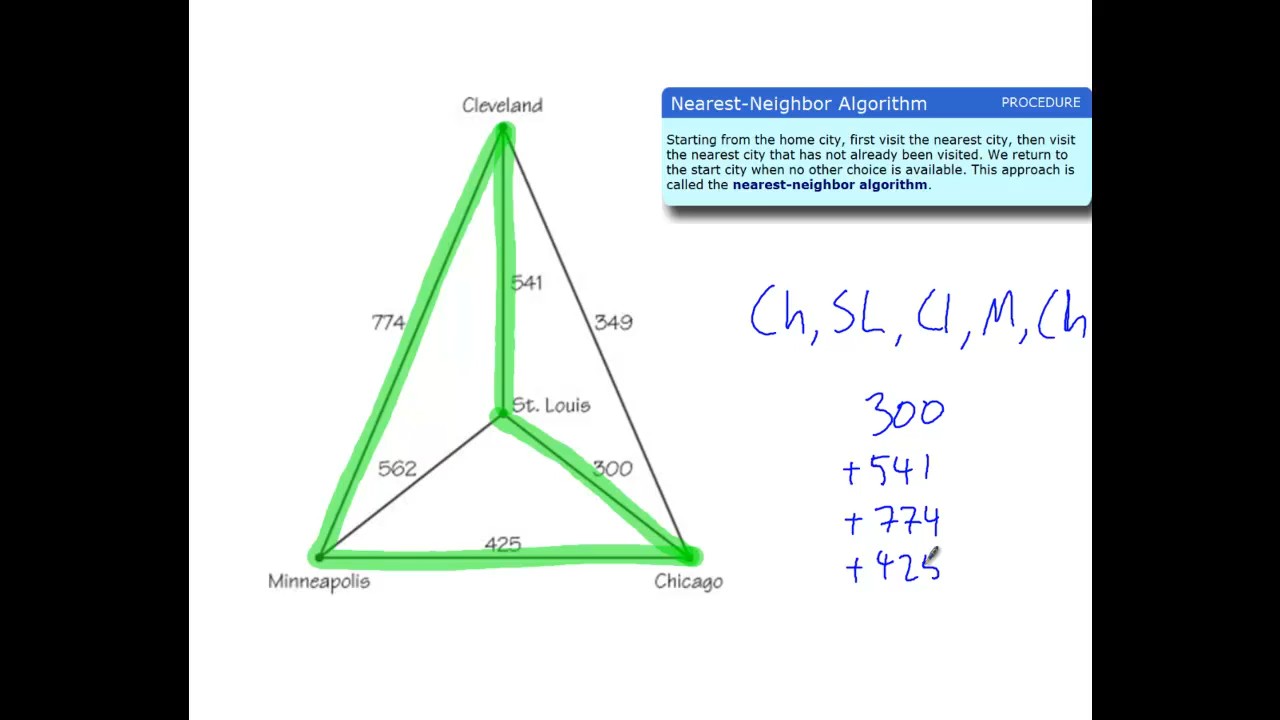 Cleveland
Nearest-Neighbor Algorithm PROCEDURE
Starting from the home city, first visit the nearest city, then visit
the nearest city that has not already been visited. We return to
the start city when no other choice is available. This approach is
called the nearest-neighbor algorithm.
541
774
349
Ch, SL, Cl, M, Ch
St. Louis
300
562
300
+541
+774
425
+425
Minneapolis
Chicago